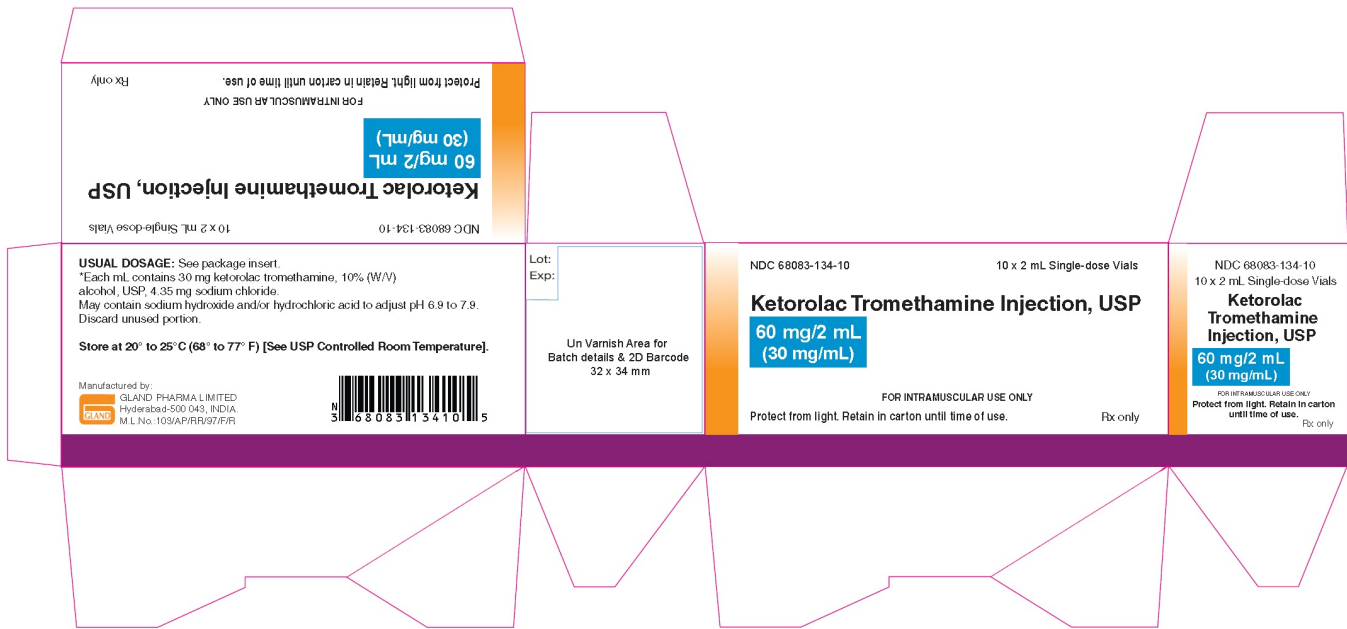 Rx only
Protect from light. Retain in carton until time of use.
FOR INTRAMUSCULAR USE ONLY
60 mg/2 mL
(30 mg/mL)
Ketorolac Tromethamine Injection, USP
NDC 68083-134-10
10 x 2 mL Single-dose Vials
USUAL DOSAGE: See package insert.
*Each mL contains 30 mg ketorolac tromethamine, 10% (W/V)
alcohol, USP, 4.35 mg sodium chloride.
May contain sodium hydroxide and/or hydrochloric acid to adjust pH 6.9 to 7.9.
Discard unused portion.
Store at 20° to 25°C (68° to 77° F) [See USP Controlled Room Temperature].
Manufactured by:
GLAND
GLAND PHARMA LIMITED
Hyderabad-500 043, INDIA.
M.L.No.:103/AP/RR/97/F/R
N
3 68083 13410 5
Lot:
Exp:
Un Varnish Area for
Batch details & 2D Barcode
32 x 34 mm
NDC 68083-134-10
10 x 2 mL Single-dose Vials
Ketorolac Tromethamine Injection, USP
60 mg/2 mL
(30 mg/mL)
FOR INTRAMUSCULAR USE ONLY
Protect from light. Retain in carton until time of use.
Rx only
NDC 68083-134-10
10 x 2 mL Single-dose Vials
Ketorolac
Tromethamine
Injection, USP
60 mg/2 mL
(30 mg/mL)
FOR INTRAMUSCULAR USE ONLY
Protect from light. Retain in carton
until time of use.
Rx only